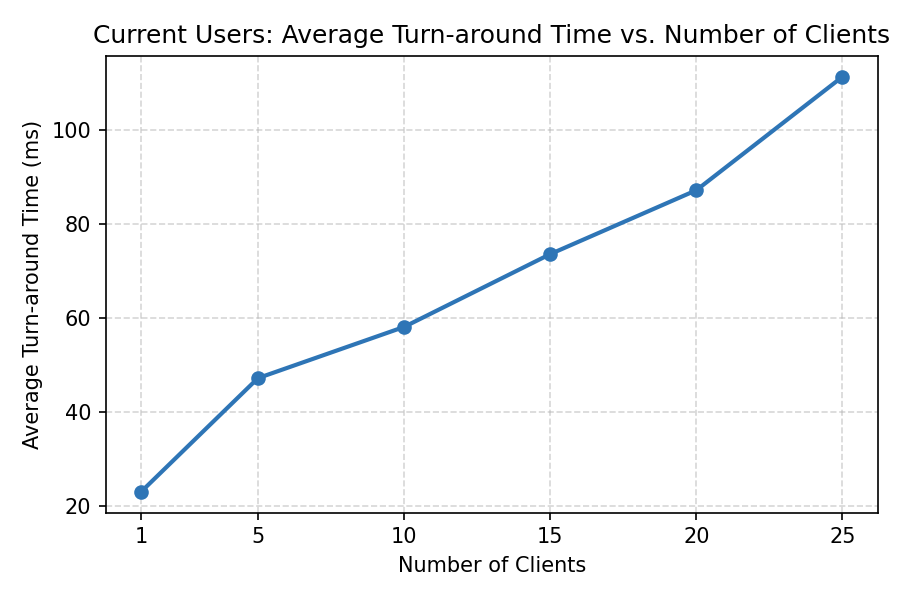 Current Users: Average Turn-around Time vs. Number of Clients
Average Turn-around Time (ms)
100
80
60
40
20
1 5 10 15 20 25
Number of Clients